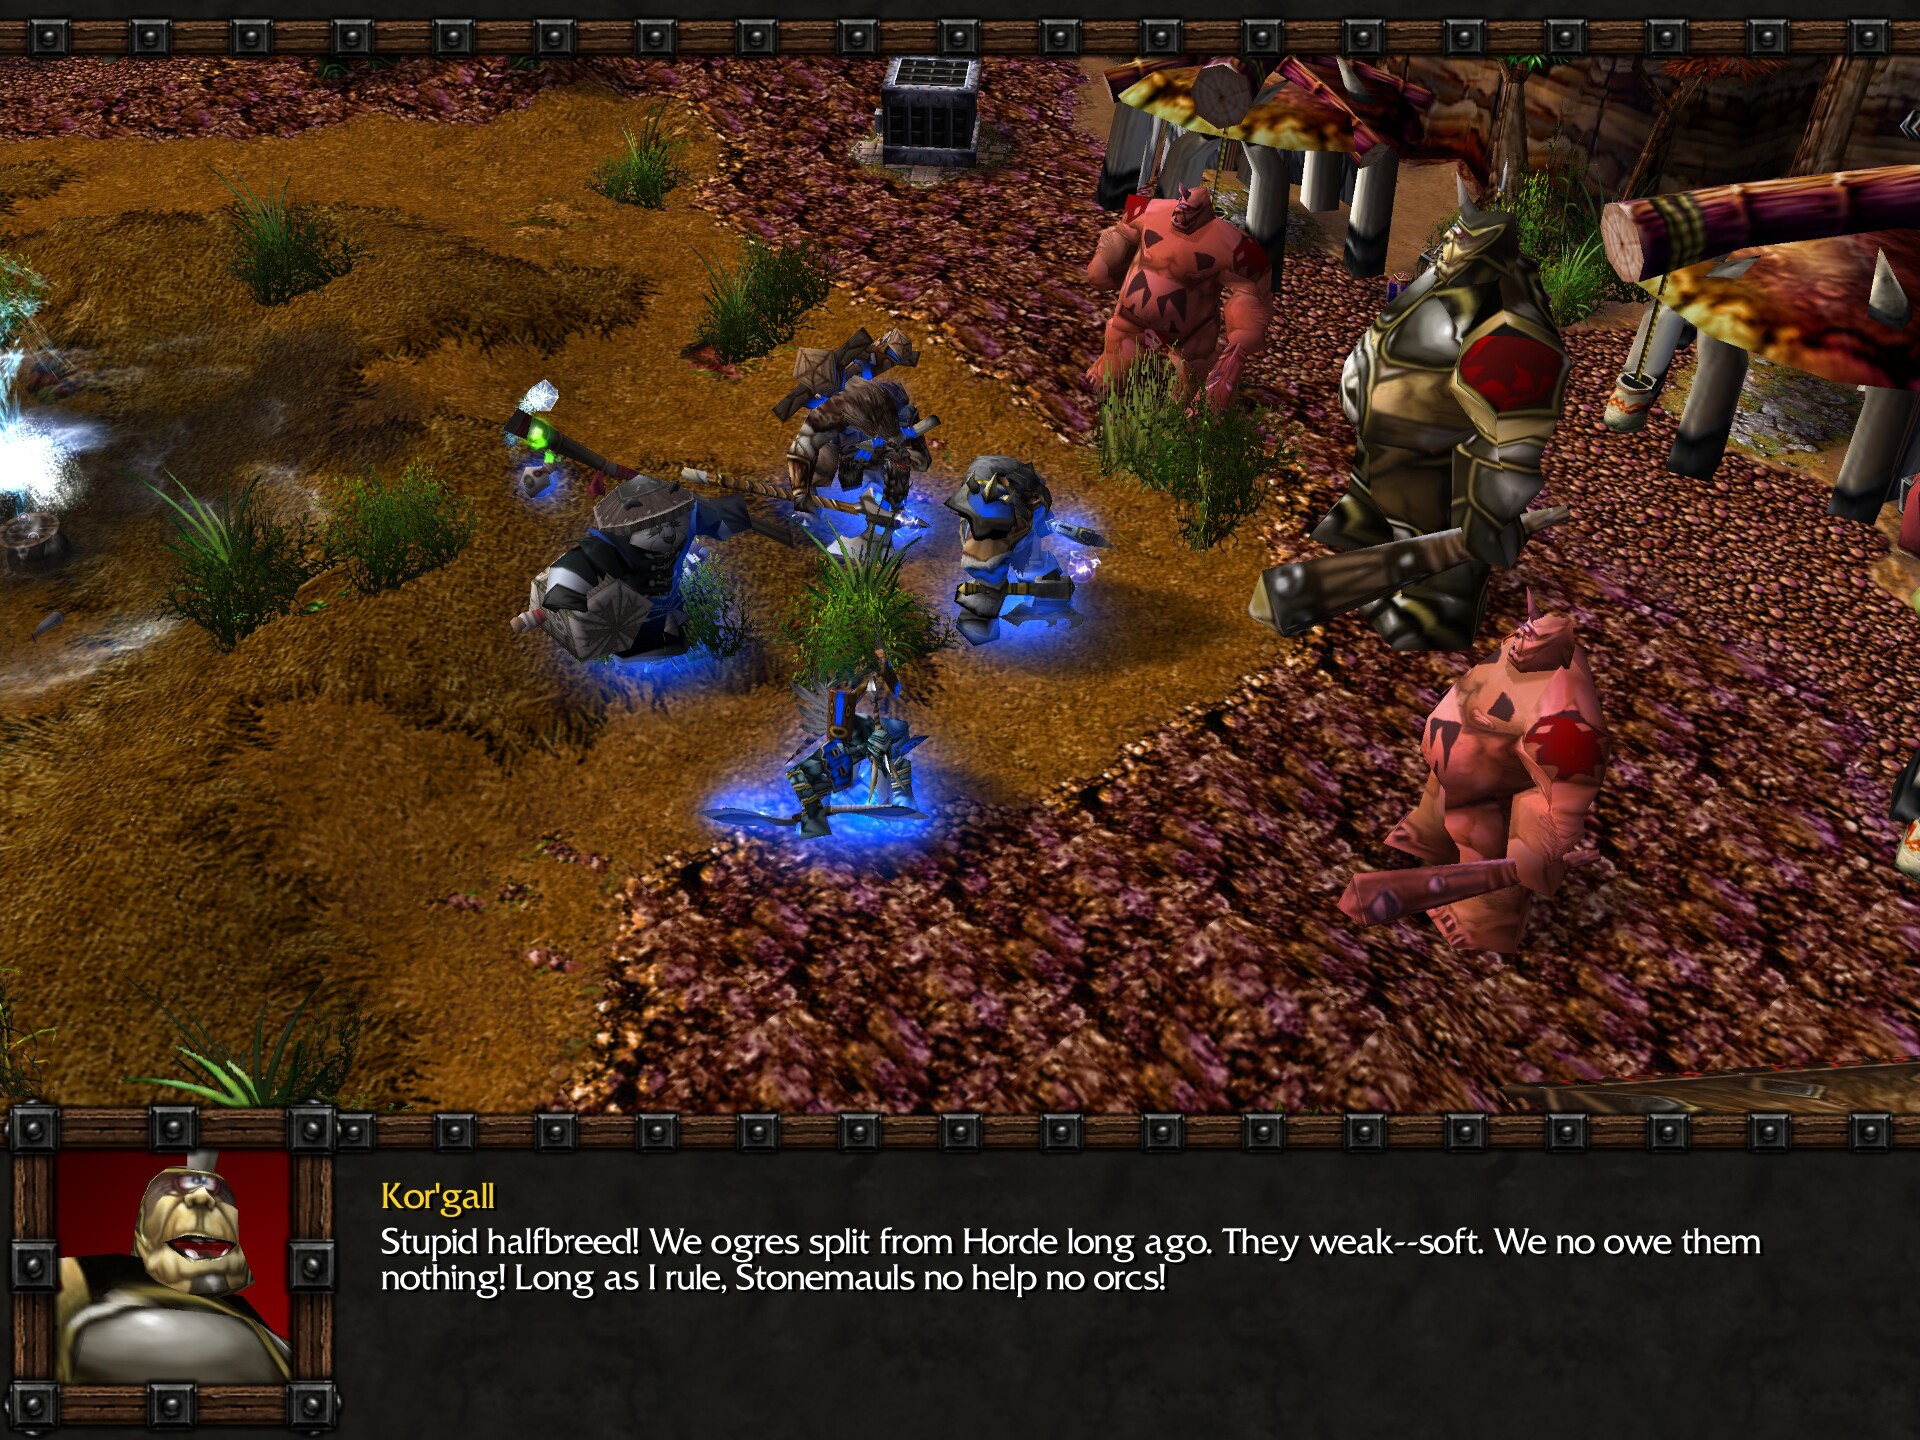 Kor'gall
Stupid halfbreed! We ogres split from Horde long ago. They weak--soft. We no owe them
nothing! Long as I rule, Stonemauls no help no orcs!